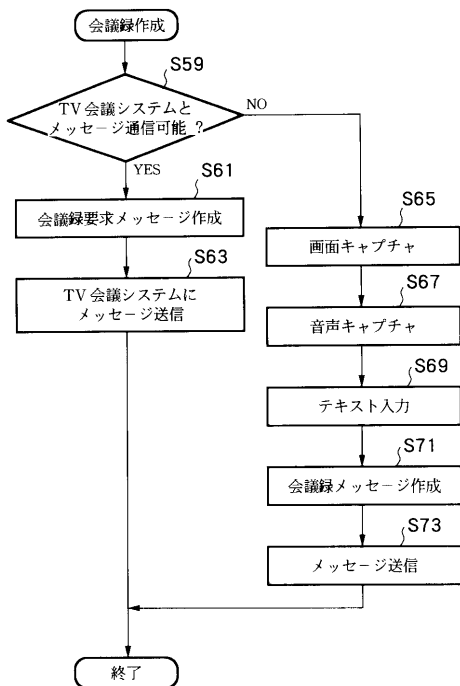 会議録作成
S59
TV会議システムと
メッセージ通信可能 ?
NO
YES
S61
会議録要求メッセージ作成
S63
TV会議システムに
メッセージ送信
S65
画面キャプチャ
S67
音声キャプチャ
S69
テキスト入力
S71
会議録メッセージ作成
S73
メッセージ送信
終了